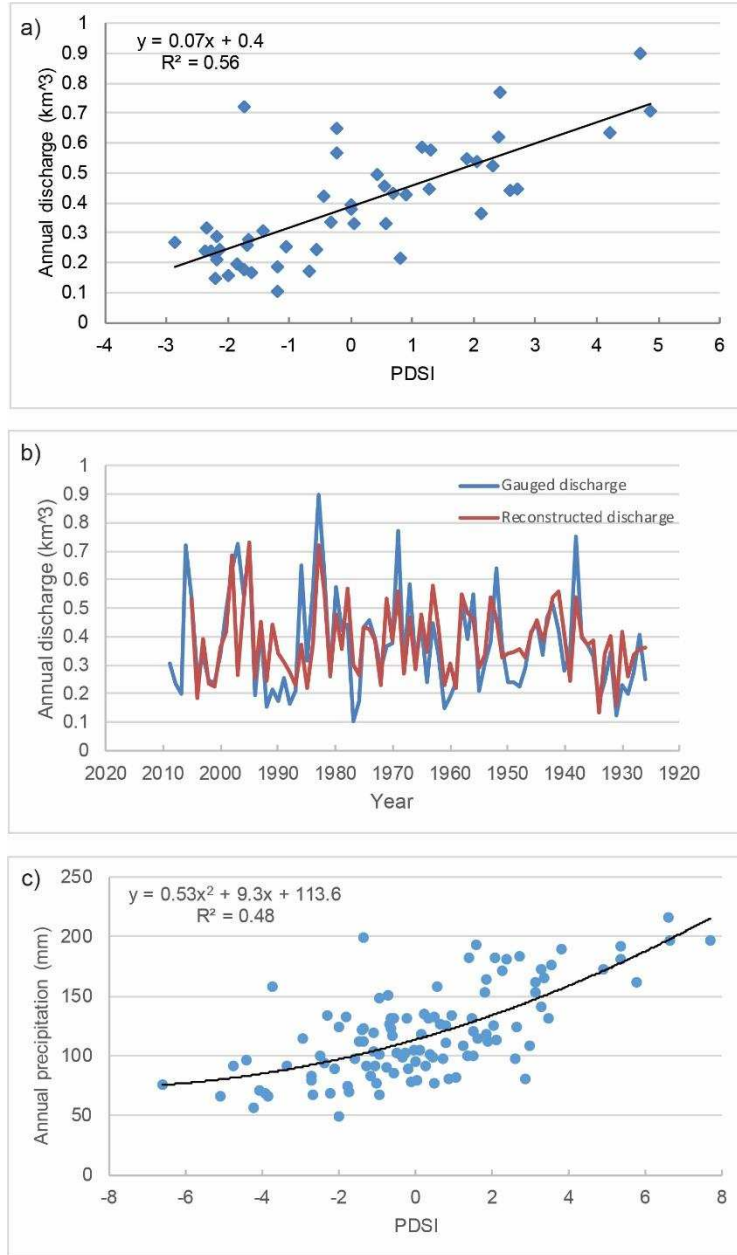 a)
y = 0.07x + 0.4
R² = 0.56
Annual discharge (km^3)
1
0.9
0.8
0.7
0.6
0.5
0.4
0.3
0.2
0.1
0
-4 -3 -2 -1 0 1 2 3 4 5 6
PDSI
b)
Gauged discharge
Reconstructed discharge
Annual discharge (km^3)
1
0.9
0.8
0.7
0.6
0.5
0.4
0.3
0.2
0.1
0
2020 2010 2000 1990 1980 1970 1960 1950 1940 1930 1920
Year
c)
y = 0.53x² + 9.3x + 113.6
R² = 0.48
Annual precipitation (mm)
250
200
150
100
50
0
-8 -6 -4 -2 0 2 4 6 8
PDSI